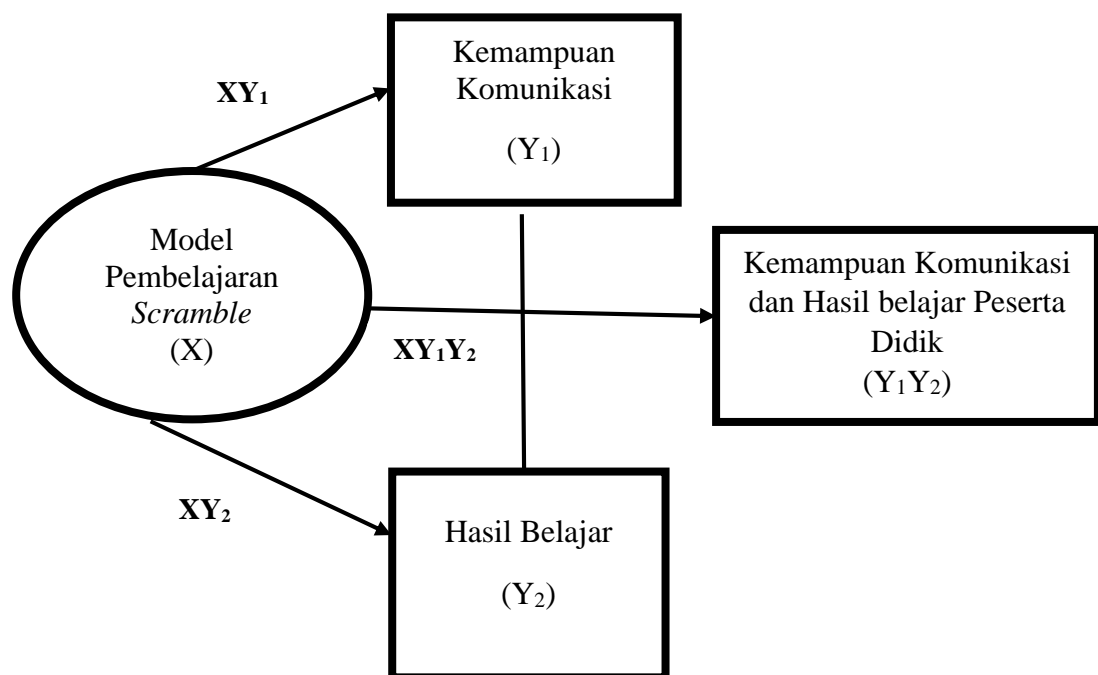 Kemampuan
Komunikasi
(Y₁)
XY₁
Model
Pembelajaran
Scramble
(X)
Kemampuan Komunikasi
dan Hasil belajar Peserta
Didik
(Y₁Y₂)
XY₁Y₂
XY₂
Hasil Belajar
(Y₂)